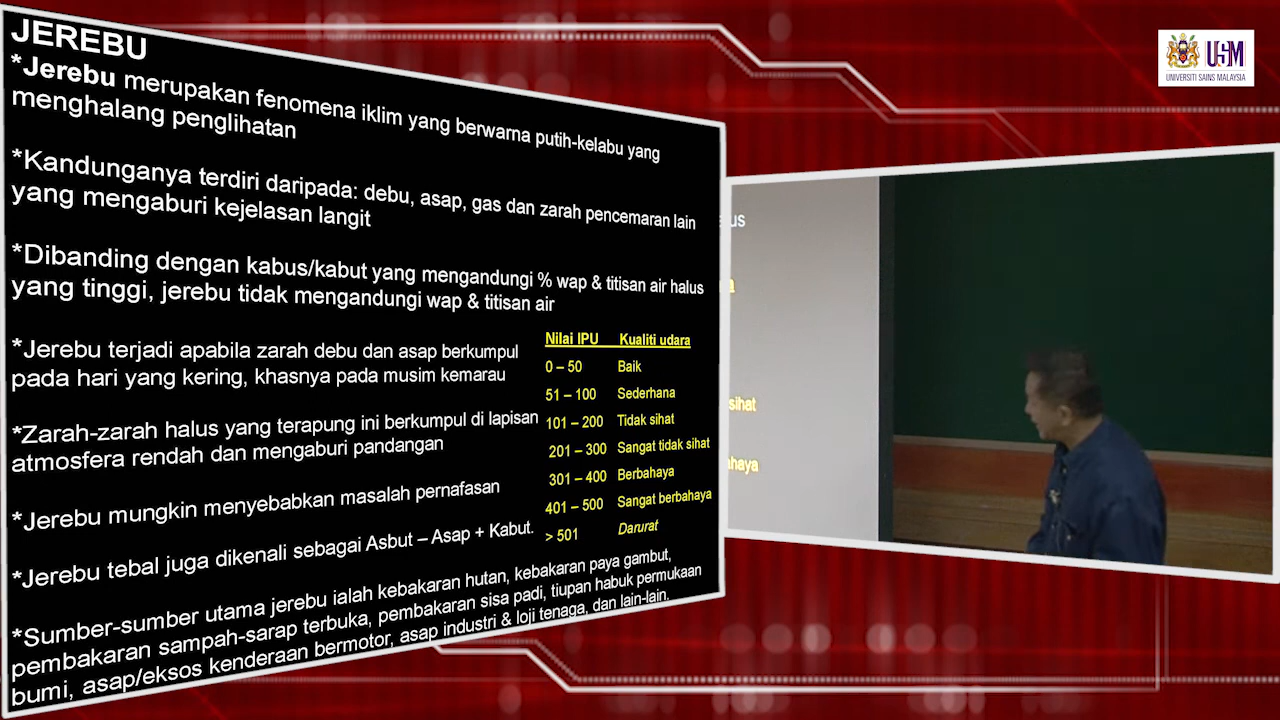 JEREBU
*Jerebu merupakan fenomena iklim yang berwarna putih-kelabu yang
menghalang penglihatan
*Kandunganya terdiri daripada: debu, asap, gas dan zarah pencemaran lain
yang mengaburi kejelasan langit
*Dibanding dengan kabus/kabut yang mengandungi % wap & titisan air halus
yang tinggi, jerebu tidak mengandungi wap & titisan air
*Jerebu terjadi apabila zarah debu dan asap berkumpul
pada hari yang kering, khasnya pada musim kemarau
*Zarah-zarah halus yang terapung ini berkumpul di lapisan
atmosfera rendah dan mengaburi pandangan
*Jerebu mungkin menyebabkan masalah pernafasan
*Jerebu tebal juga dikenali sebagai Asbut – Asap + Kabut.
*Sumber-sumber utama jerebu ialah kebakaran hutan, kebakaran paya gambut,
pembakaran sampah-sarap terbuka, pembakaran sisa padi, tiupan habuk permukaan
bumi, asap/eksos kenderaan bermotor, asap industri & loji tenaga, dan lain-lain.
Nilai IPU Kualiti udara
0 – 50 Baik
51 – 100 Sederhana
101 – 200 Tidak sihat
201 – 300 Sangat tidak sihat
301 – 400 Berbahaya
401 – 500 Sangat berbahaya
> 501 Darurat
USM
UNIVERSITI SAINS MALAYSIA
us
a
sihat
haya